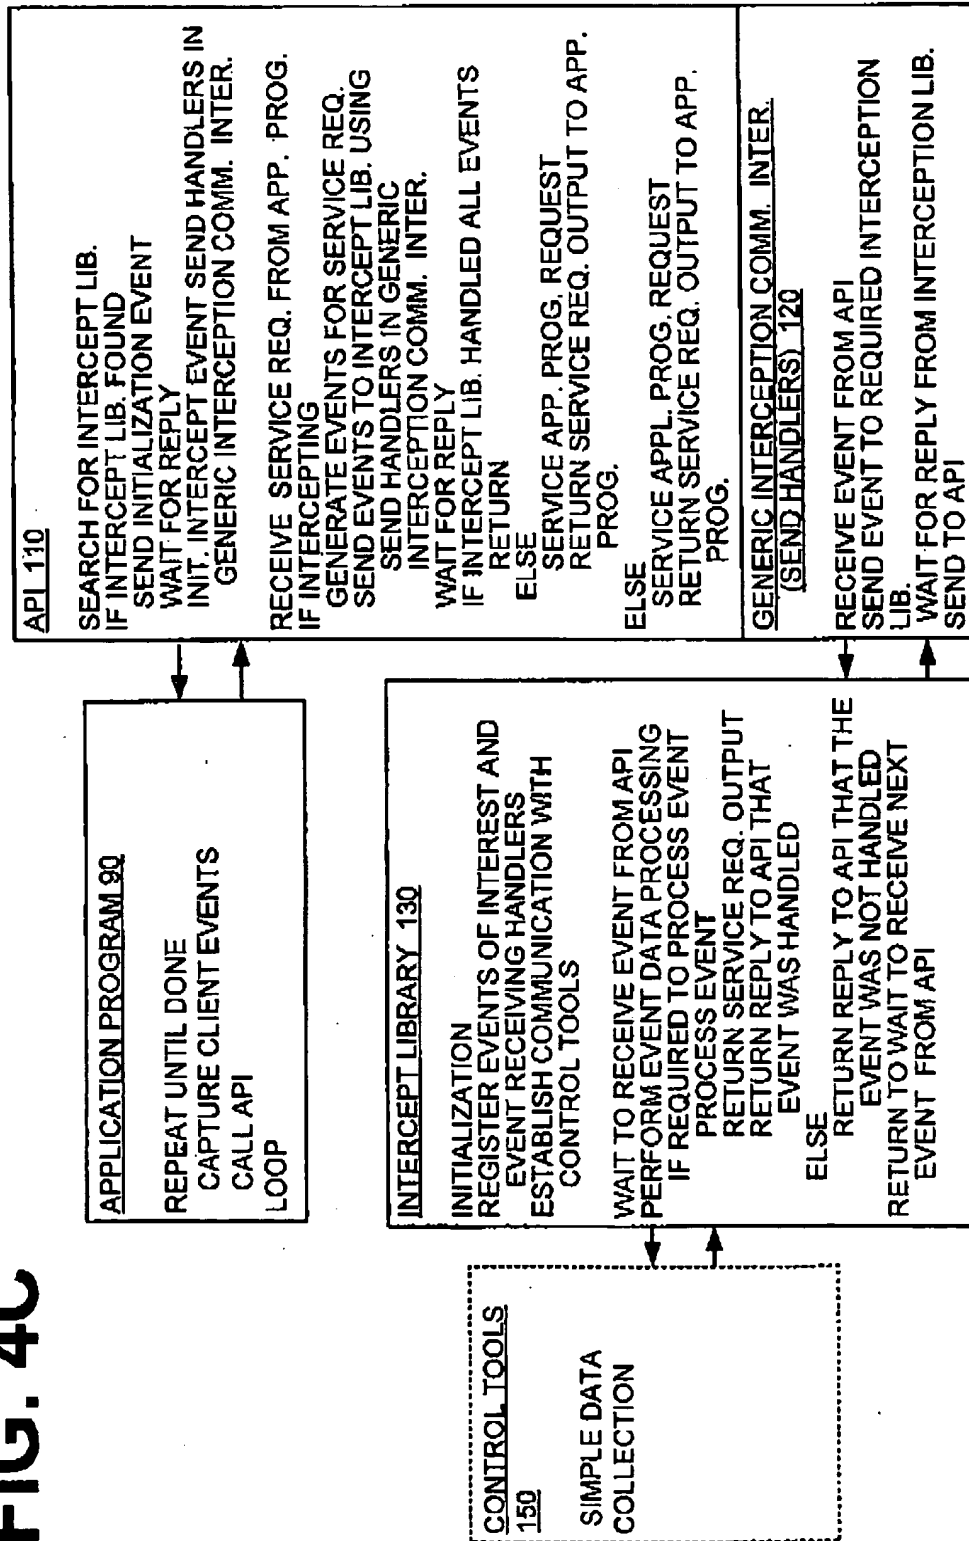 FIG. 4C
APPLICATION PROGRAM 90
REPEAT UNTIL DONE
CAPTURE CLIENT EVENTS
CALL API
LOOP
API 110
SEARCH FOR INTERCEPT LIB.
IF INTERCEPT LIB. FOUND
SEND INITIALIZATION EVENT
WAIT FOR REPLY
INIT. INTERCEPT EVENT SEND HANDLERS IN
GENERIC INTERCEPTION COMM. INTER.
RECEIVE SERVICE REQ. FROM APP. PROG.
IF INTERCEPTING
GENERATE EVENTS FOR SERVICE REQ.
SEND EVENTS TO INTERCEPT LIB. USING
SEND HANDLERS IN GENERIC
INTERCEPTION COMM. INTER.
WAIT FOR REPLY
IF INTERCEPT LIB. HANDLED ALL EVENTS
RETURN
ELSE
SERVICE APP. PROG. REQUEST
RETURN SERVICE REQ. OUTPUT TO APP.
PROG.
ELSE
SERVICE APPL. PROG. REQUEST
RETURN SERVICE REQ. OUTPUT TO APP.
PROG.
CONTROL TOOLS
150
SIMPLE DATA
COLLECTION
INTERCEPT LIBRARY 130
INITIALIZATION
REGISTER EVENTS OF INTEREST AND
EVENT RECEIVING HANDLERS
ESTABLISH COMMUNICATION WITH
CONTROL TOOLS
WAIT TO RECEIVE EVENT FROM API
PERFORM EVENT DATA PROCESSING
IF REQUIRED TO PROCESS EVENT
PROCESS EVENT
RETURN SERVICE REQ. OUTPUT
RETURN REPLY TO API THAT
EVENT WAS HANDLED
ELSE
RETURN REPLY TO API THAT THE
EVENT WAS NOT HANDLED
RETURN TO WAIT TO RECEIVE NEXT
EVENT FROM API
GENERIC INTERCEPTION COMM. INTER.
(SEND HANDLERS) 120
RECEIVE EVENT FROM API
SEND EVENT TO REQUIRED INTERCEPTION
LIB.
WAIT FOR REPLY FROM INTERCEPTION LIB.
SEND TO API